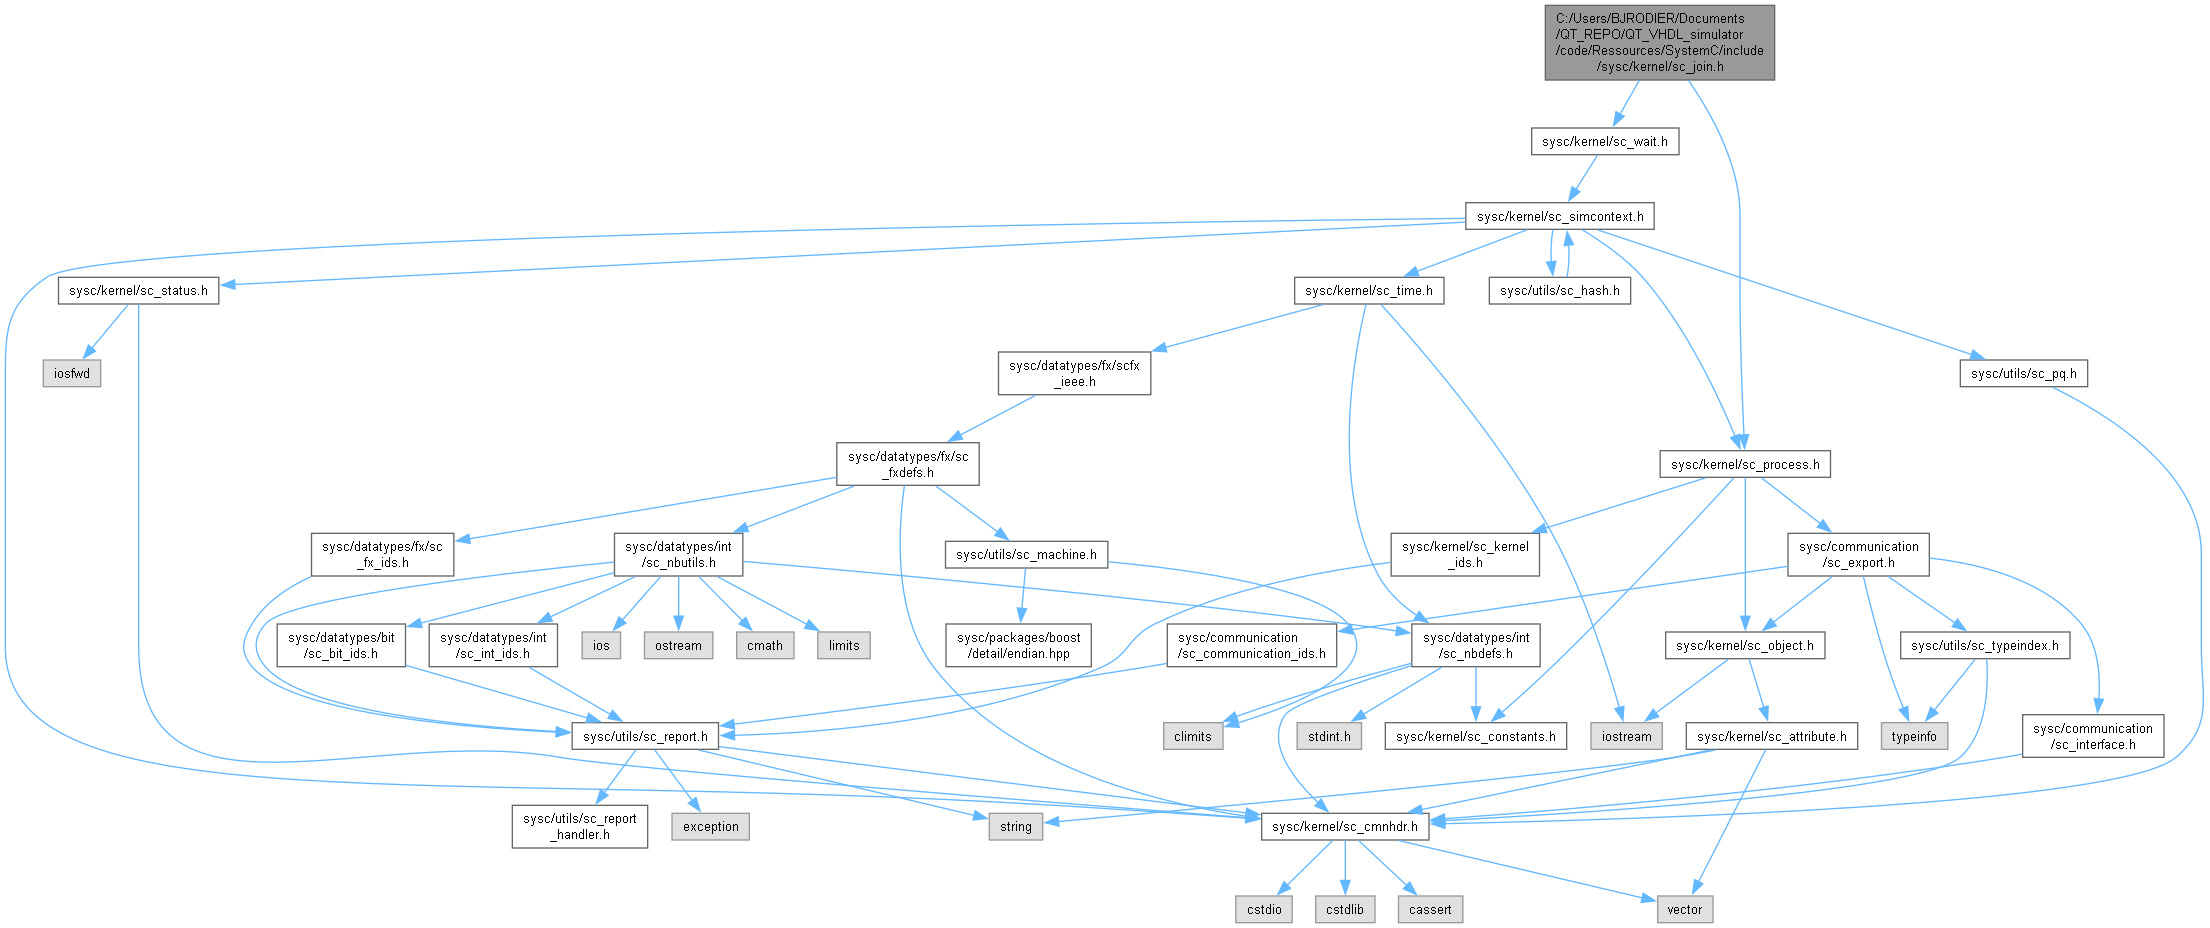 C:/Users/BJRODIER/Documents
/QT_REPO/QT_VHDL_simulator
/code/Ressources/SystemC/include
/sysc/kernel/sc_join.h
sysc/kernel/sc_wait.h
sysc/kernel/sc_simcontext.h
sysc/kernel/sc_status.h
sysc/kernel/sc_time.h
sysc/utils/sc_hash.h
iosfwd
sysc/datatypes/fx/scfx
_ieee.h
sysc/utils/sc_pq.h
sysc/datatypes/fx/sc
_fxdefs.h
sysc/kernel/sc_process.h
sysc/datatypes/fx/sc
_fx_ids.h
sysc/datatypes/int
/sc_nbutils.h
sysc/utils/sc_machine.h
sysc/kernel/sc_kernel
_ids.h
sysc/communication
/sc_export.h
sysc/datatypes/bit
/sc_bit_ids.h
sysc/datatypes/int
/sc_int_ids.h
ios
ostream
cmath
limits
sysc/packages/boost
/detail/endian.hpp
sysc/communication
/sc_communication_ids.h
sysc/datatypes/int
/sc_nbdefs.h
sysc/kernel/sc_object.h
sysc/utils/sc_typeindex.h
sysc/utils/sc_report.h
climits
stdint.h
sysc/kernel/sc_constants.h
iostream
sysc/kernel/sc_attribute.h
typeinfo
sysc/communication
/sc_interface.h
sysc/utils/sc_report
_handler.h
exception
string
sysc/kernel/sc_cmnhdr.h
cstdio
cstdlib
cassert
vector